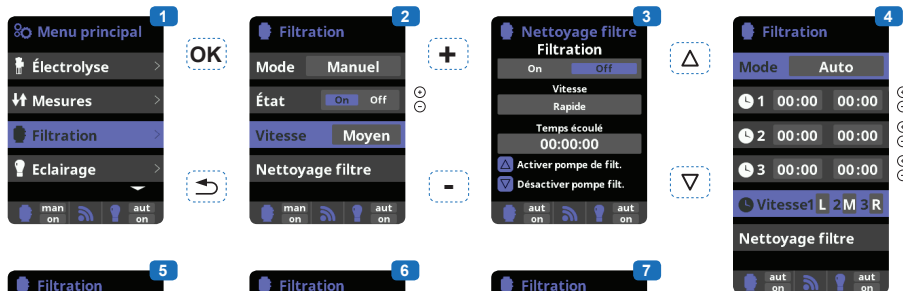 1
Menu principal
Électrolyse
Mesures
Filtration
Eclairage
man on
aut on
OK
2
Filtration
Mode Manuel
État On Off
Vitesse Moyen
Nettoyage filtre
man on
aut on
+
-
3
Nettoyage filtre
Filtration
On Off
Vitesse
Rapide
Temps écoulé
00:00:00
Activer pompe de filt.
Désactiver pompe filt.
aut on
aut on
4
Filtration
Mode Auto
1 00:00 00:00
2 00:00 00:00
3 00:00 00:00
Vitesse1 L 2 M 3 R
Nettoyage filtre
aut on
aut on
5
Filtration
6
Filtration
7
Filtration